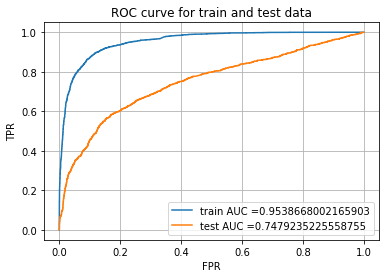 ROC curve for train and test data
1.0
0.8
0.6
0.4
0.2
0.0
TPR
train AUC =0.9538668002165903
test AUC =0.7479235225558755
0.0 0.2 0.4 0.6 0.8 1.0
FPR